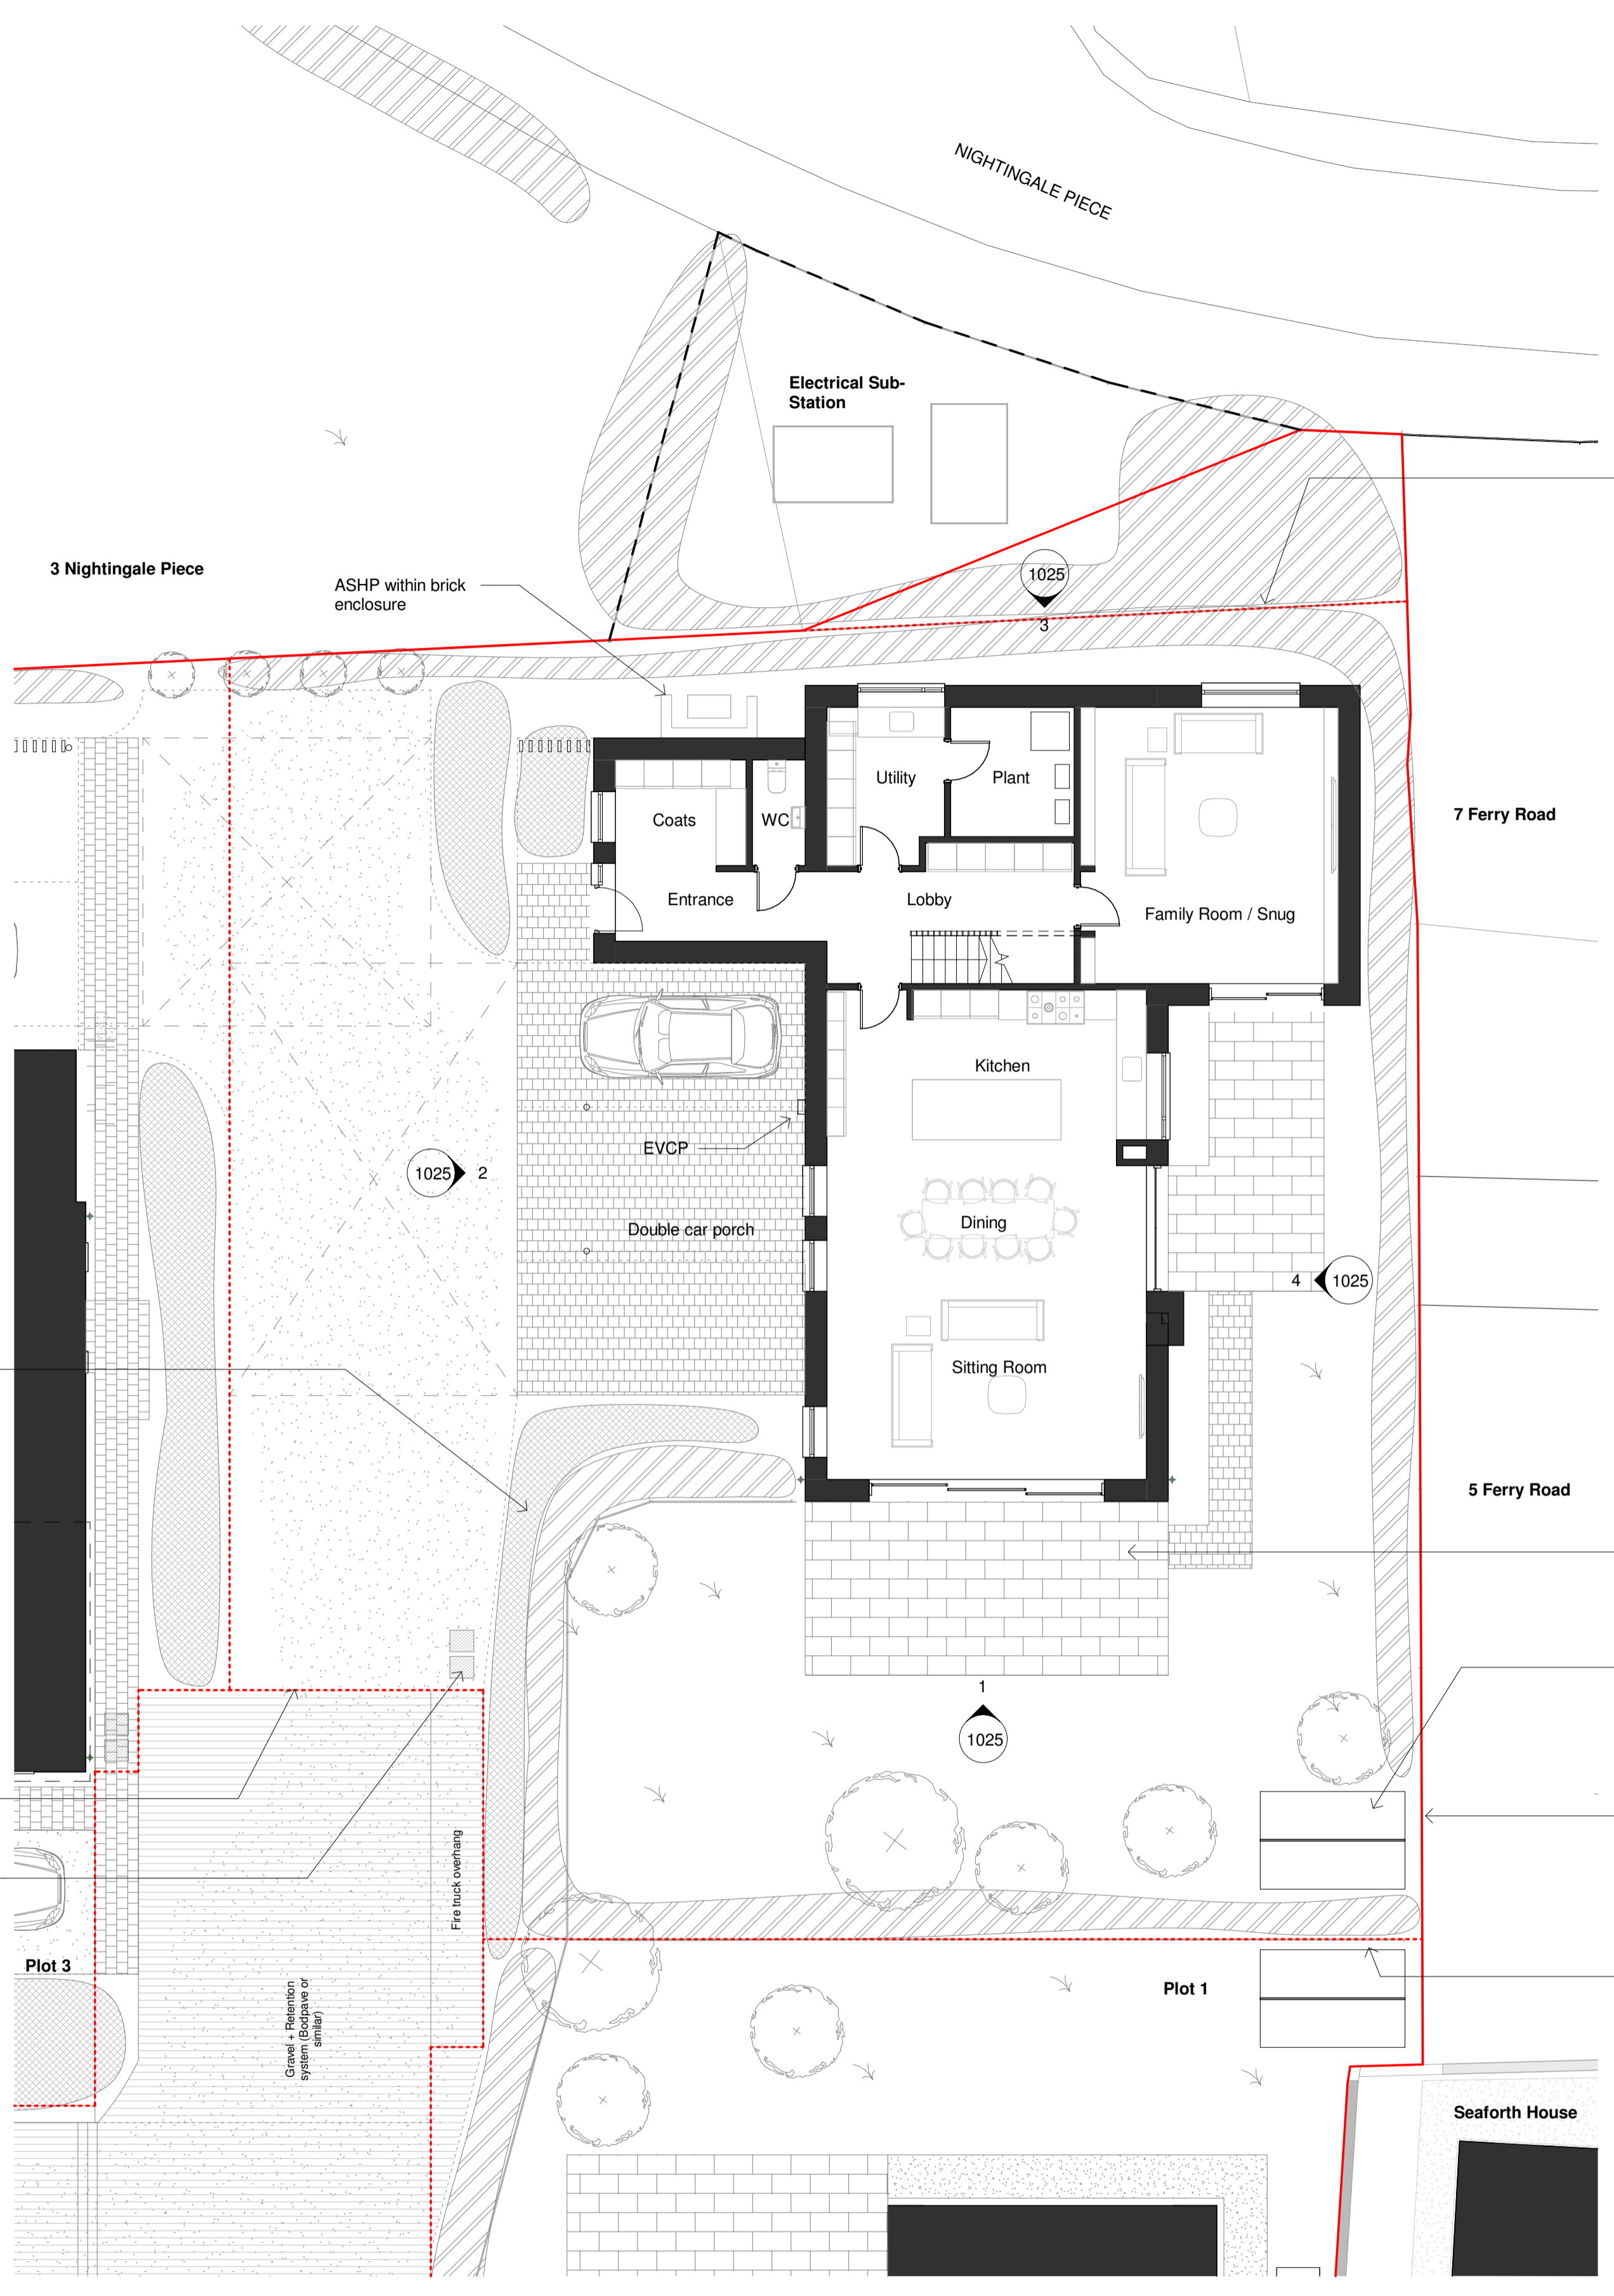 NIGHTINGALE PIECE
Electrical Sub-
Station
3 Nightingale Piece
ASHP within brick
enclosure
1025
3
Utility
Plant
Coats
WC
7 Ferry Road
Entrance
Lobby
Family Room / Snug
Kitchen
EVCP
1025
2
Dining
Double car porch
4
1025
Sitting Room
5 Ferry Road
1
1025
Fire truck overhang
Plot 3
Plot 1
Gravel + Retention
system (Bodpave or
similar)
Seaforth House